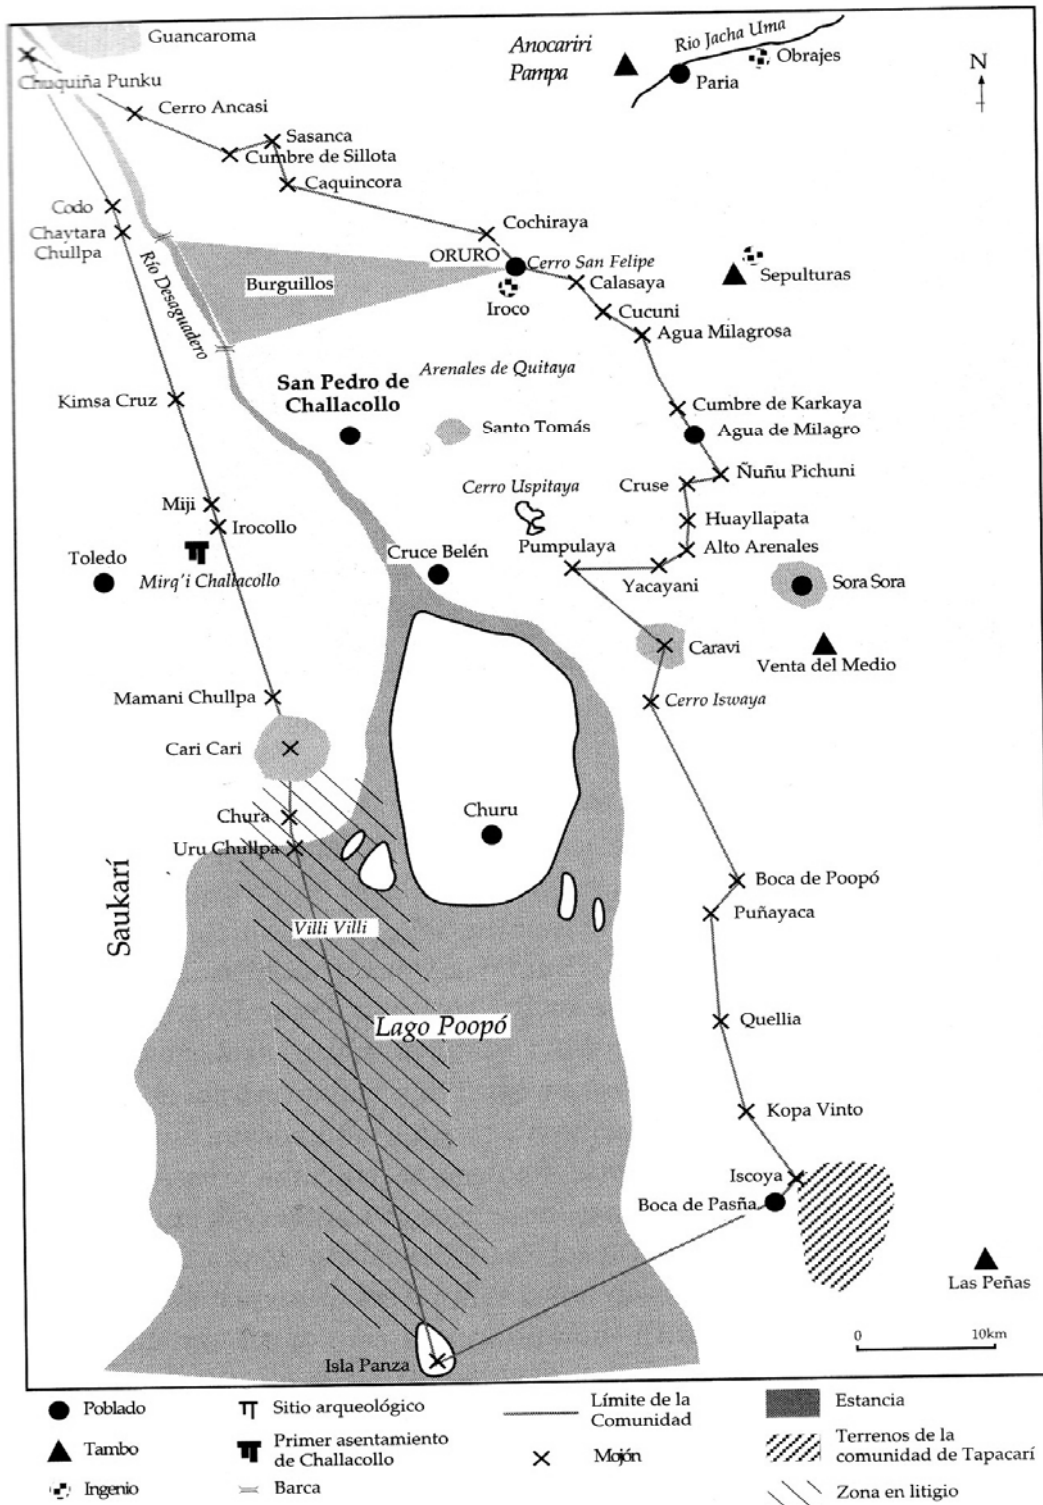 Guancaroma
Anocariri
Pampa
Rio Jacha Uma
Obrajes
Paria
N
Chuquiña Punku
Cerro Ancasi
Sasanca
Cumbre de Sillota
Caquincora
Codo
Chaytara
Chullpa
Cochiraya
ORURO
Cerro San Felipe
Calasaya
Sepulturas
Burguillos
Iroco
Río Desaguadero
Cucuni
Agua Milagrosa
Arenales de Quitaya
San Pedro de
Challacollo
Kimsa Cruz
Cumbre de Karkaya
Santo Tomás
Agua de Milagro
Ñuñu Pichuni
Cerro Uspitaya
Cruse
Miji
Irocollo
Huayllapata
Pumpulaya
Alto Arenales
Toledo
Cruce Belén
Mirq'i Challacollo
Yacayani
Sora Sora
Caravi
Venta del Medio
Mamani Chullpa
Cerro Iswaya
Cari Cari
Chura
Churu
Uru Chullpa
Saukarí
Boca de Poopó
Puñayaca
Villi Villi
Lago Poopó
Quellia
Kopa Vinto
Iscoya
Boca de Pasña
Las Peñas
0 10km
Isla Panza
Poblado
Sitio arqueológico
Límite de la
Comunidad
Estancia
Tambo
Primer asentamiento
de Challacollo
Mojón
Terrenos de la
comunidad de Tapacarí
Ingenio
Barca
Zona en litigio